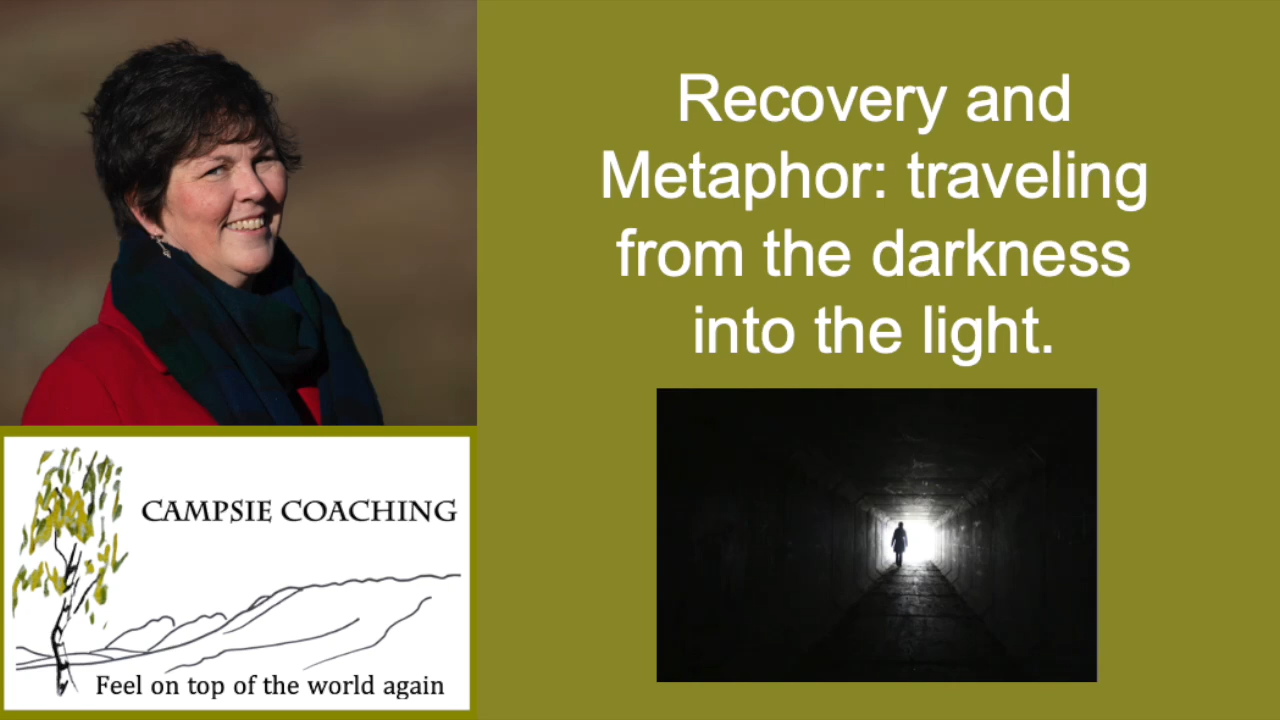 Recovery and
Metaphor: traveling
from the darkness
into the light.
CAMPSIE COACHING
Feel on top of the world again